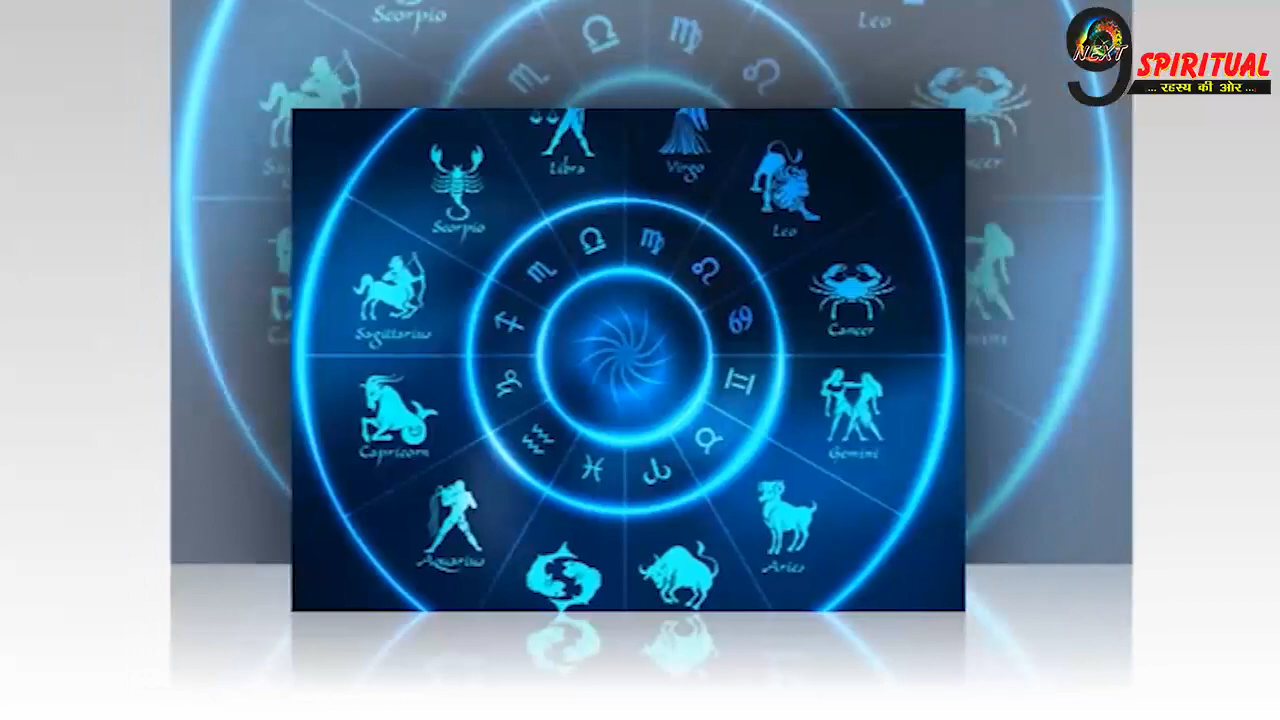 Scorpio
Leo
9
NEXT
SPIRITUAL
... रहस्य की ओर ...
Libra
Virgo
Scorpio
Leo
Sagittarius
Cancer
Capricorn
Gemini
Aquarius
Aries